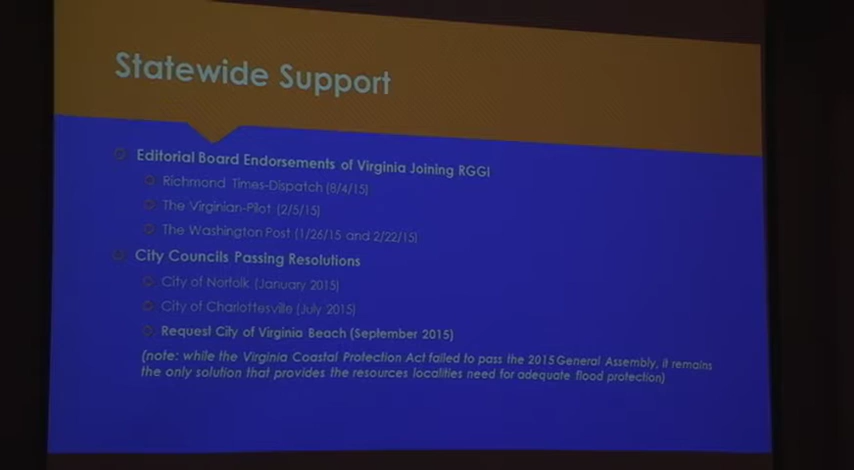 Statewide Support
Editorial Board Endorsements of Virginia Joining RGGI
Richmond Times-Dispatch (8/4/15)
The Virginian-Pilot (2/5/15)
The Washington Post (1/26/15 and 2/22/15)
City Councils Passing Resolutions
City of Norfolk (January 2015)
City of Charlottesville (July 2015)
Request City of Virginia Beach (September 2015)
(note: while the Virginia Coastal Protection Act failed to pass the 2015 General Assembly, it remains
the only solution that provides the resources localities need for adequate flood protection)